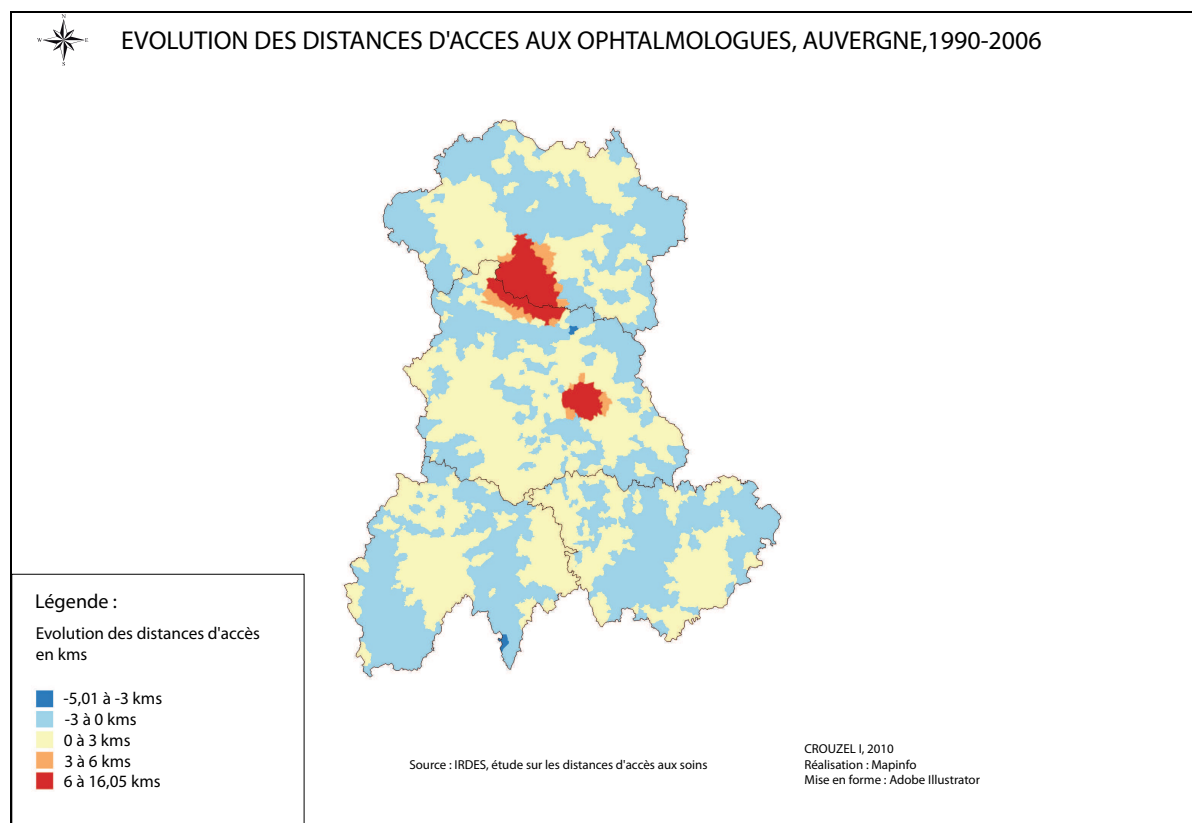 N
W E
S
EVOLUTION DES DISTANCES D'ACCES AUX OPHTALMOLOGUES, AUVERGNE,1990-2006
Légende :
Evolution des distances d'accès
en kms
-5,01 à -3 kms
-3 à 0 kms
0 à 3 kms
3 à 6 kms
6 à 16,05 kms
Source : IRDES, étude sur les distances d'accès aux soins
CROUZEL I, 2010
Réalisation : Mapinfo
Mise en forme : Adobe Illustrator